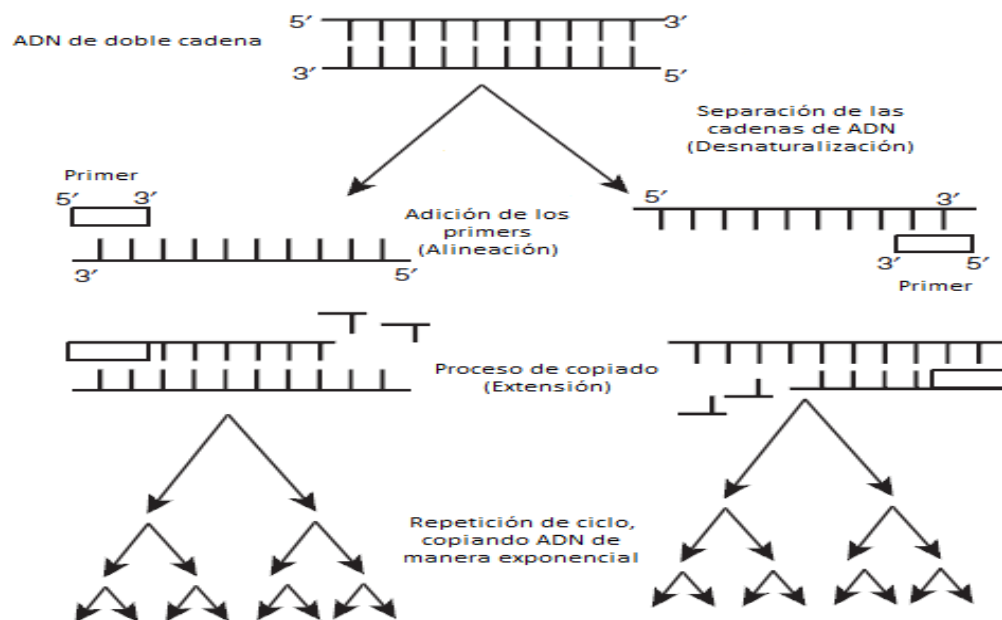 5′ 3′
ADN de doble cadena
3′ 5′
Separación de las
cadenas de ADN
(Desnaturalización)
Primer
5′ 3′
5′ 3′
Adición de los
primers
(Alineación)
3′ 5′
3′ 5′
Primer
Proceso de copiado
(Extensión)
Repetición de ciclo,
copiando ADN de
manera exponencial